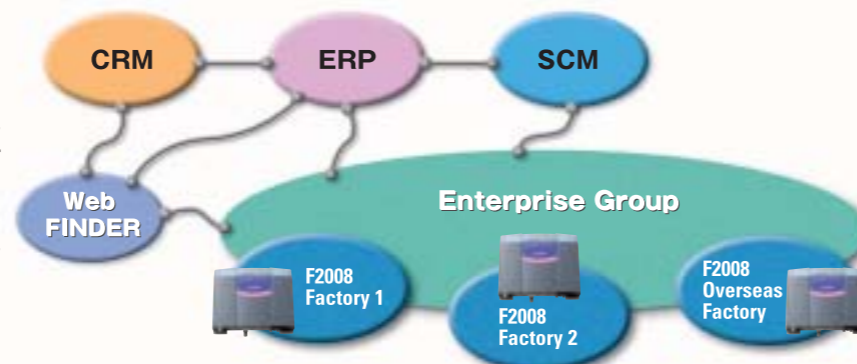 CRM
ERP
SCM
Web
FINDER
Enterprise Group
F2008
Factory 1
F2008
Factory 2
F2008
Overseas
Factory